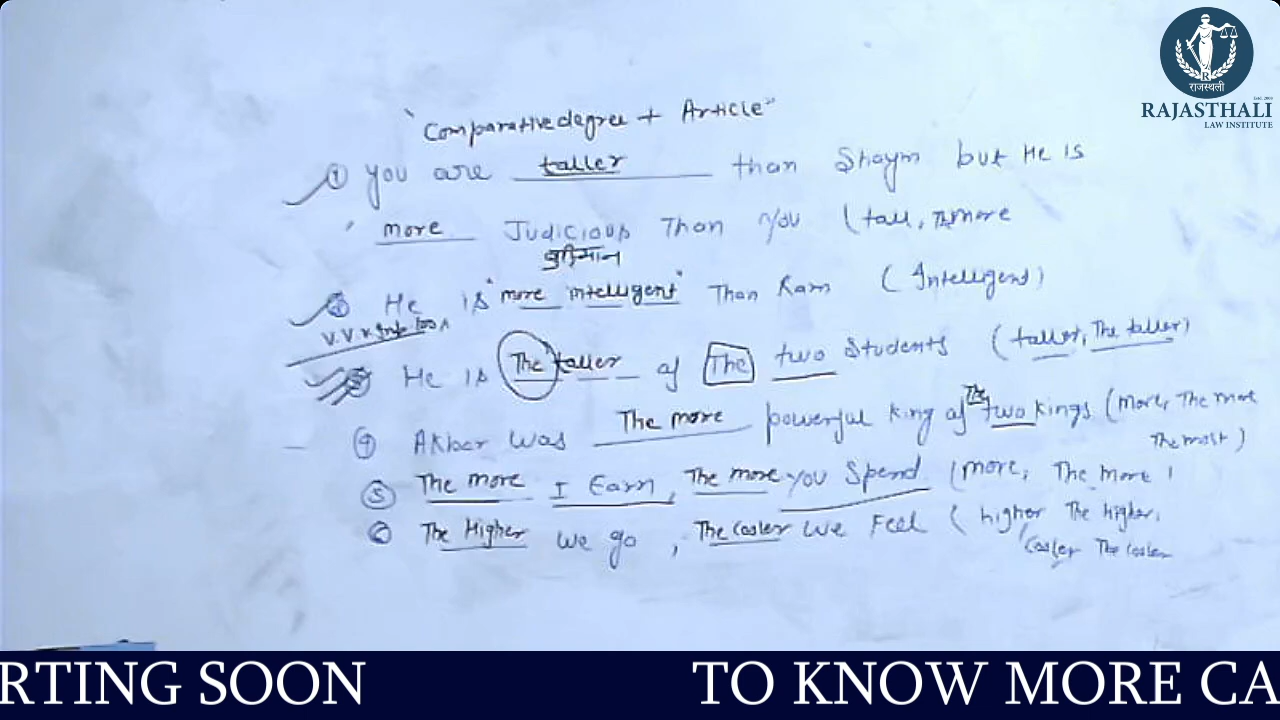 RAJASTHALI
LAW INSTITUTE
राजस्थली
"Comparative degree + Article"
① You are taller than Shaym but He is
more Judicious Than You (tall, more
बुद्धिमान
② He is "more intelligent" Than Ram (Intelligent)
V.V.V. Imp 100%
③ He is The taller of The two Students (taller, The taller)
④ Akbar was The more powerful king of The two kings (more, The more
The most)
⑤ The more I Earn, The more you Spend (more, The more)
⑥ The Higher we go, The Cooler we Feel (higher The higher,
Cooler The Cooler
RTING SOON TO KNOW MORE CA